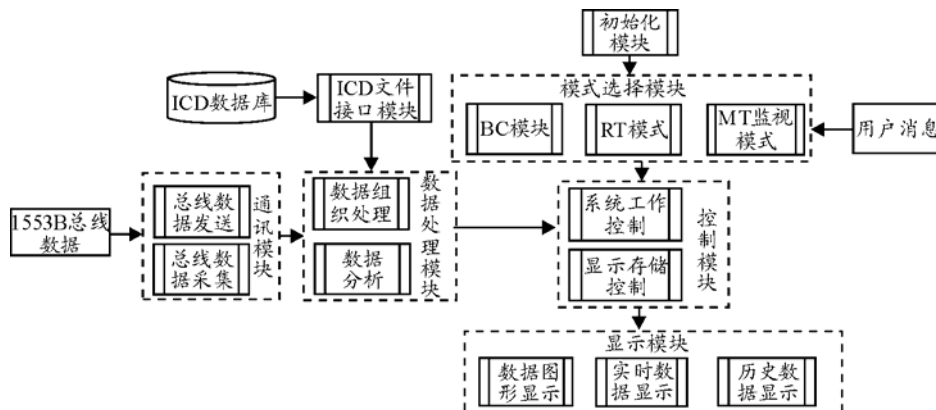 初始化
模块
ICD数据库
ICD文件
接口模块
模式选择模块
BC模块
RT模式
MT监视
模式
用户消息
1553B总线
数据
总线数
据发送
总线数
据采集
通讯模块
数据组
织处理
数据
分析
数据处理模块
系统工作
控制
显示存储
控制
控制模块
显示模块
数据图
形显示
实时数
据显示
历史数
据显示